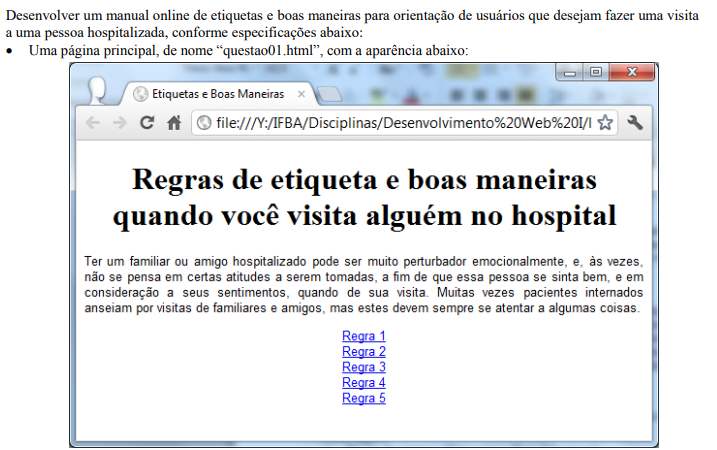 Desenvolver um manual online de etiquetas e boas maneiras para orientação de usuários que desejam fazer uma visita
a uma pessoa hospitalizada, conforme especificações abaixo:
• Uma página principal, de nome “questao01.html”, com a aparência abaixo:
Etiquetas e Boas Maneiras ×
file:///Y:/IFBA/Disciplinas/Desenvolvimento%20Web%20I/I
Regras de etiqueta e boas maneiras
quando você visita alguém no hospital
Ter um familiar ou amigo hospitalizado pode ser muito perturbador emocionalmente, e, às vezes,
não se pensa em certas atitudes a serem tomadas, a fim de que essa pessoa se sinta bem, e em
consideração a seus sentimentos, quando de sua visita. Muitas vezes pacientes internados
anseiam por visitas de familiares e amigos, mas estes devem sempre se atentar a algumas coisas.
Regra 1
Regra 2
Regra 3
Regra 4
Regra 5